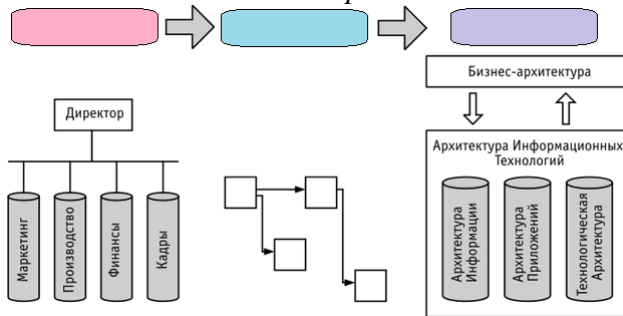 Бизнес-архитектура
Директор
Архитектура Информационных
Технологий
Маркетинг
Производство
Финансы
Кадры
Архитектура
Информации
Архитектура
Приложений
Технологическая
Архитектура